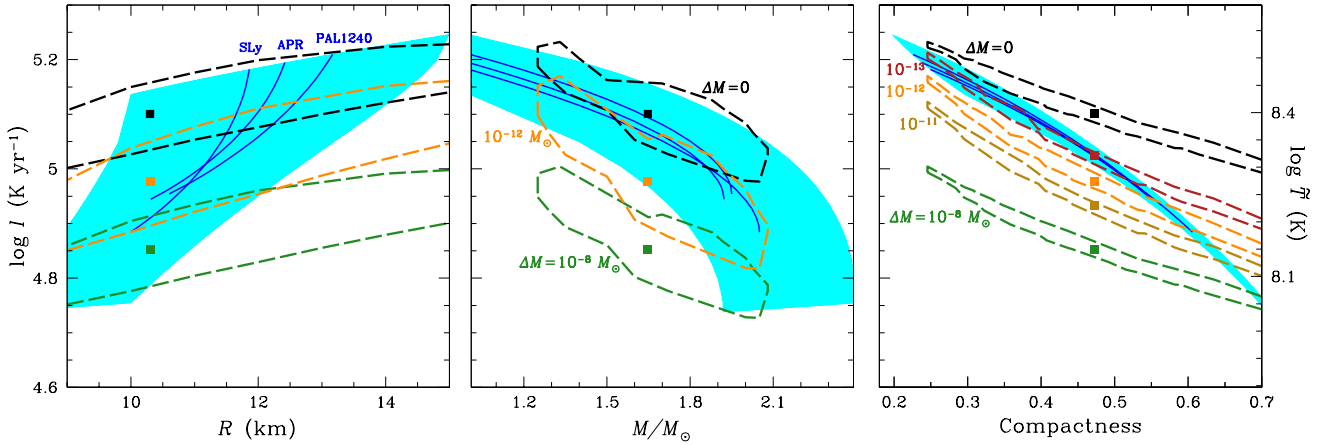 log l (K yr⁻¹)
5.2
5
4.8
4.6
SLy
APR
PAL1240
10
12
14
R (km)
ΔM=0
10⁻¹² M☉
ΔM=10⁻⁸ M☉
1.2
1.5
1.8
2.1
M/M☉
ΔM=0
10⁻¹³
10⁻¹²
10⁻¹¹
ΔM=10⁻⁸ M☉
0.2
0.3
0.4
0.5
0.6
0.7
Compactness
8.4
8.1
log T̃ (K)